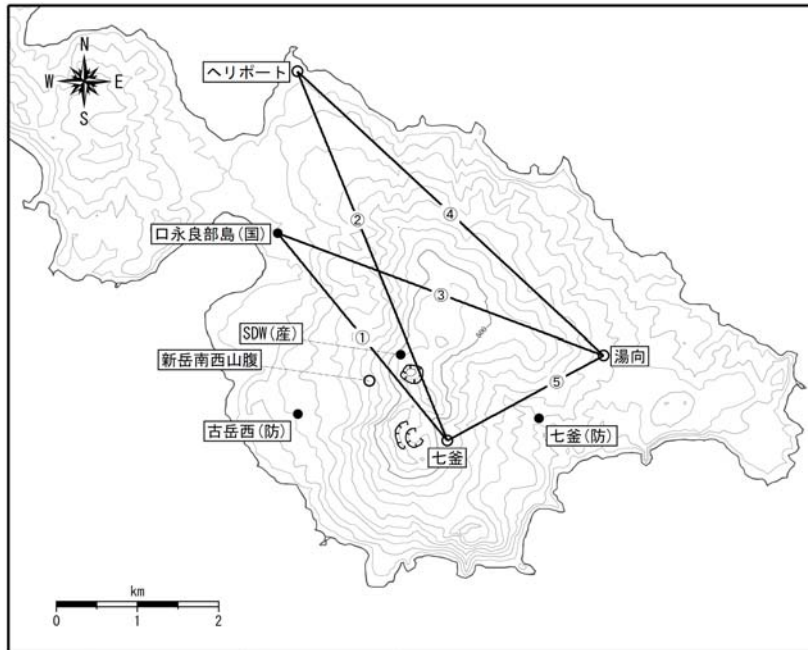 N
W E
S
ヘリポート
②
④
口永良部島(国)
③
SDW(産)
①
新岳南西山腹
500
湯向
⑤
古岳西(防)
七釜(防)
七釜
km
0 1 2